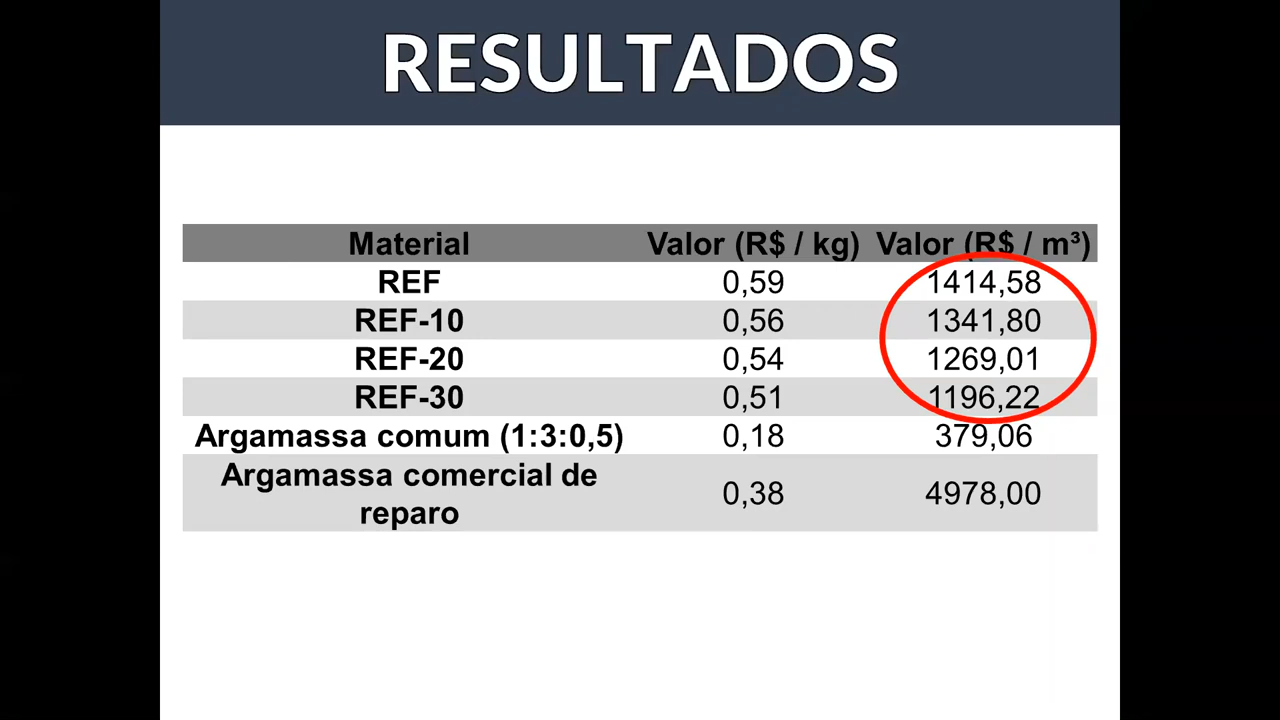 RESULTADOS
Material Valor (R$ / kg) Valor (R$ / m³)
REF 0,59 1414,58
REF-10 0,56 1341,80
REF-20 0,54 1269,01
REF-30 0,51 1196,22
Argamassa comum (1:3:0,5) 0,18 379,06
Argamassa comercial de
reparo 0,38 4978,00